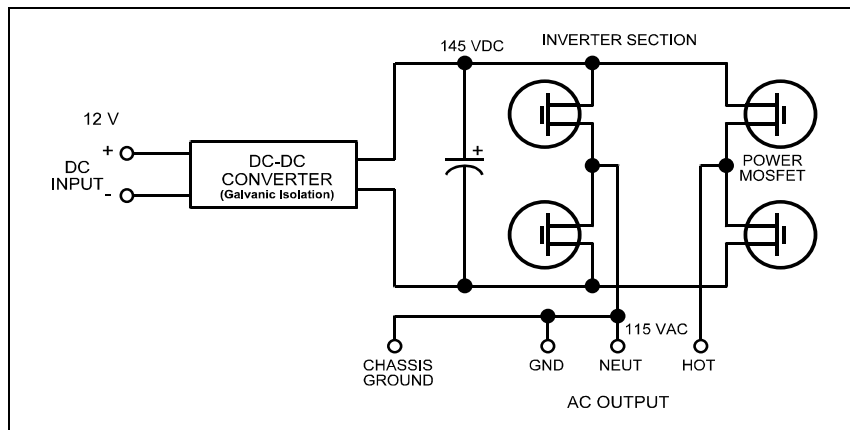 145 VDC
INVERTER SECTION
12 V
+
DC
INPUT
-
DC-DC
CONVERTER
(Galvanic Isolation)
+
POWER
MOSFET
115 VAC
CHASSIS
GROUND
GND
NEUT
HOT
AC OUTPUT